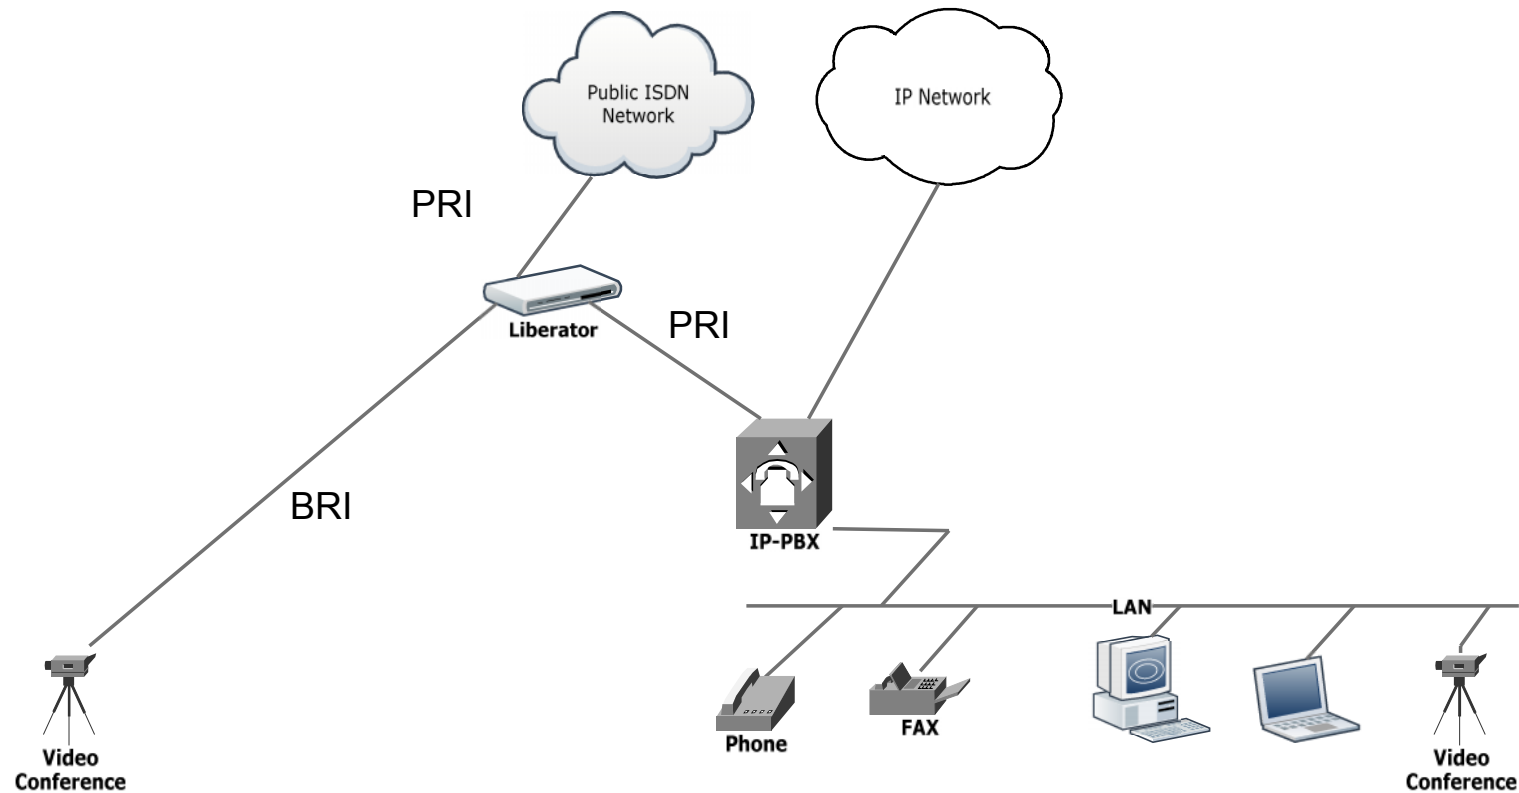 Public ISDN
Network
IP Network
PRI
Liberator
PRI
BRI
IP-PBX
LAN
Phone
FAX
Video
Conference
Video
Conference